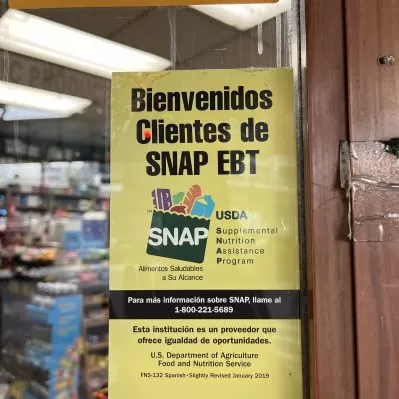 Bienvenidos
Clientes de
SNAP EBT
USDA
SNAP
Supplemental
Nutrition
Assistance
Program
Alimentos Saludables
a Su Alcance
Para más información sobre SNAP, llame al
1-800-221-5689
Esta institución es un proveedor que
ofrece igualdad de oportunidades.
U.S. Department of Agriculture
Food and Nutrition Service
FNS-132 Spanish • Slightly Revised January 2019